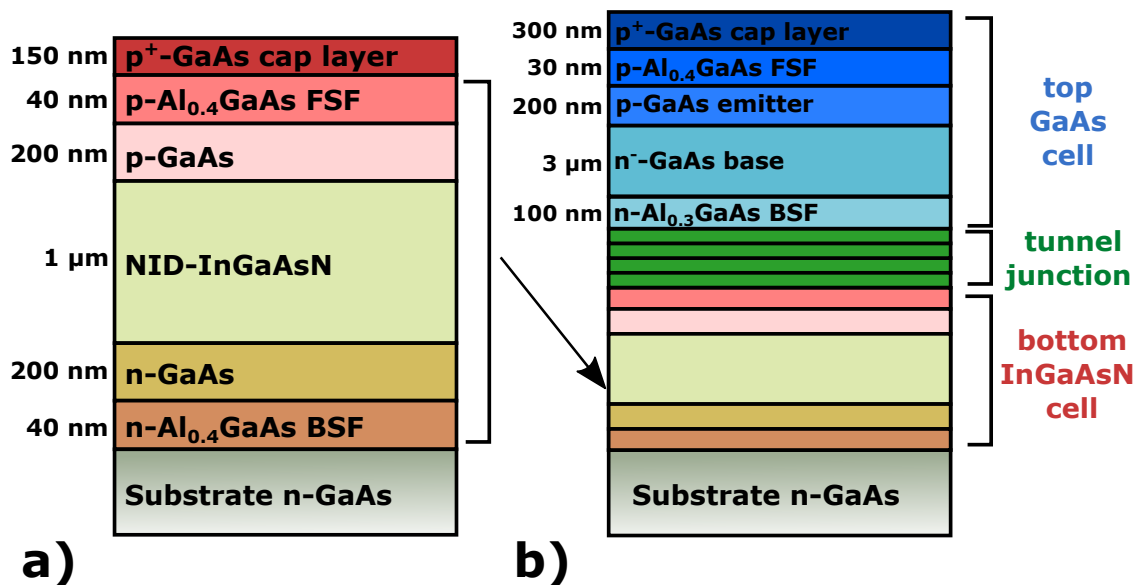 150 nm p⁺-GaAs cap layer
40 nm p-Al₀.₄GaAs FSF
200 nm p-GaAs
1 µm NID-InGaAsN
200 nm n-GaAs
40 nm n-Al₀.₄GaAs BSF
Substrate n-GaAs
a)
300 nm p⁺-GaAs cap layer
30 nm p-Al₀.₄GaAs FSF
200 nm p-GaAs emitter
3 µm n⁻-GaAs base
100 nm n-Al₀.₃GaAs BSF
top
GaAs
cell
tunnel
junction
bottom
InGaAsN
cell
Substrate n-GaAs
b)